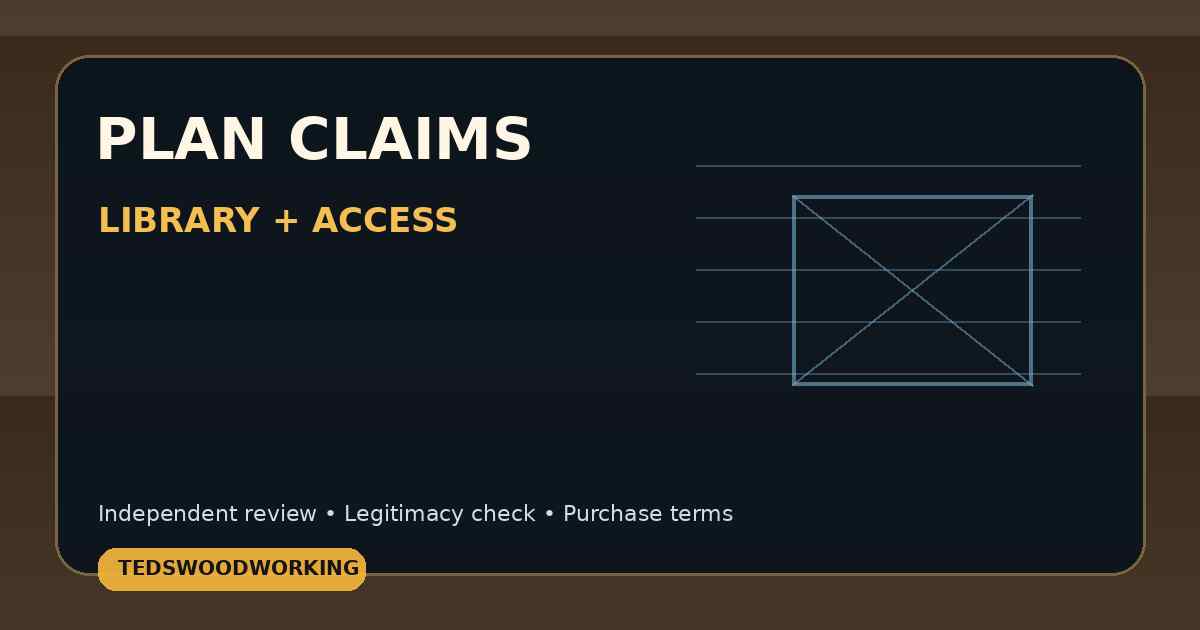 PLAN CLAIMS
LIBRARY + ACCESS
Independent review • Legitimacy check • Purchase terms
TEDSWOODWORKING